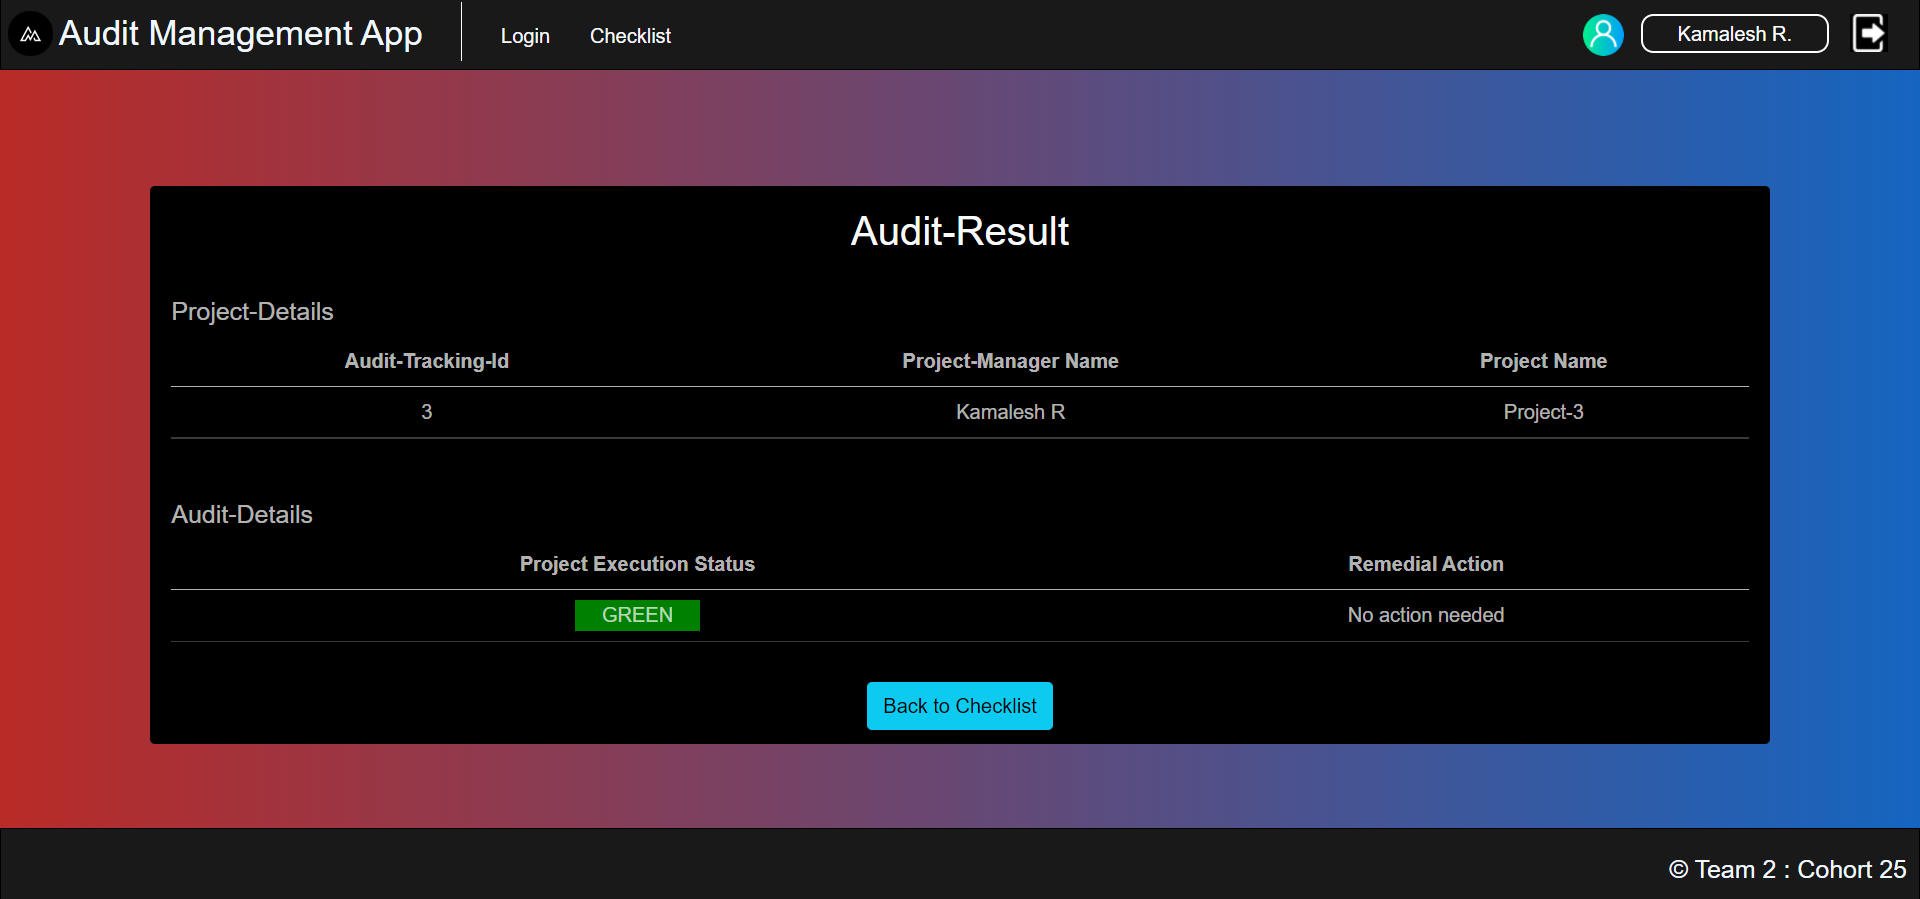 Audit Management App Login Checklist Kamalesh R.
Audit-Result
Project-Details
Audit-Tracking-Id Project-Manager Name Project Name
3 Kamalesh R Project-3
Audit-Details
Project Execution Status Remedial Action
GREEN No action needed
Back to Checklist
© Team 2 : Cohort 25